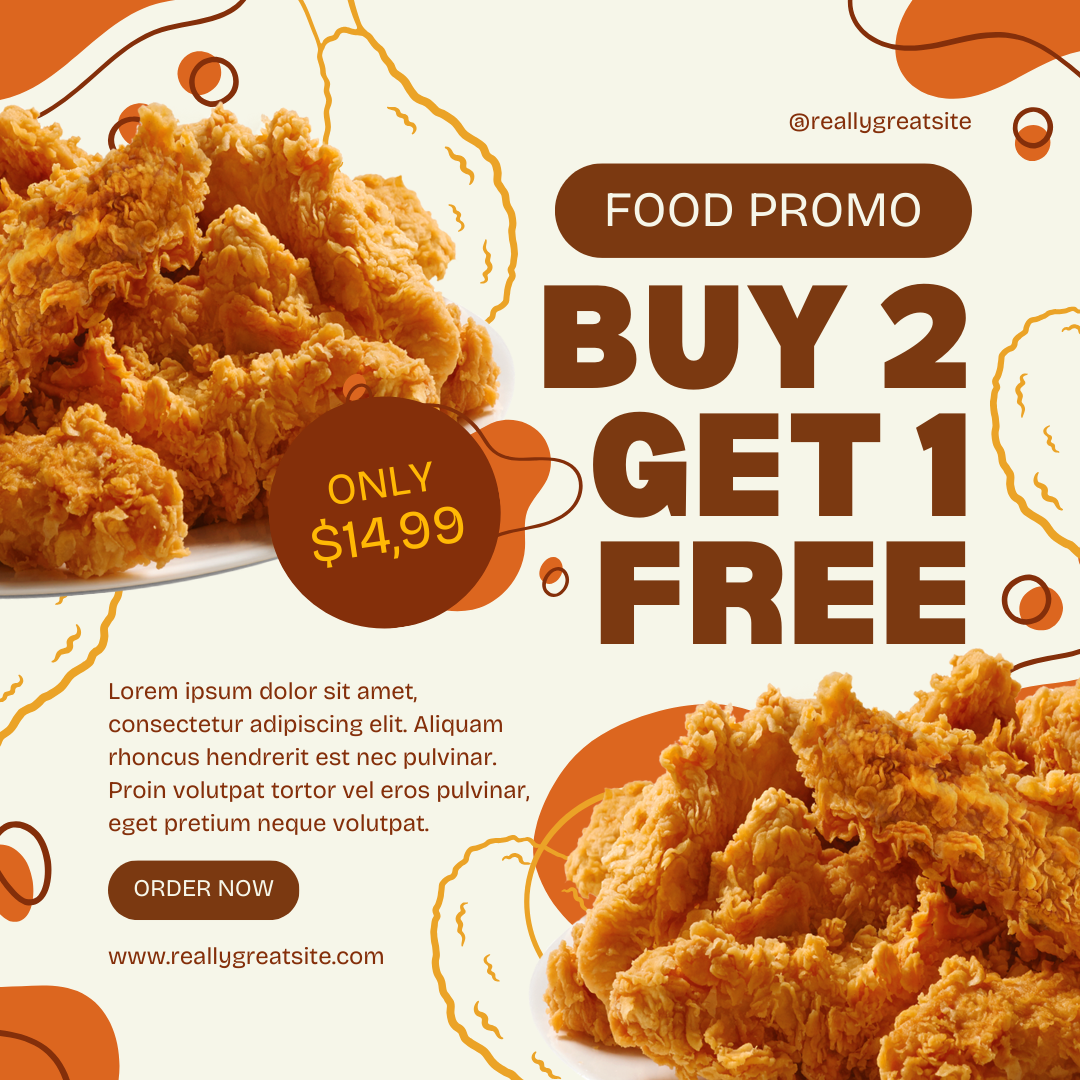 @reallygreatsite
FOOD PROMO
BUY 2
GET 1
FREE
ONLY
$14,99
Lorem ipsum dolor sit amet,
consectetur adipiscing elit. Aliquam
rhoncus hendrerit est nec pulvinar.
Proin volutpat tortor vel eros pulvinar,
eget pretium neque volutpat.
ORDER NOW
www.reallygreatsite.com